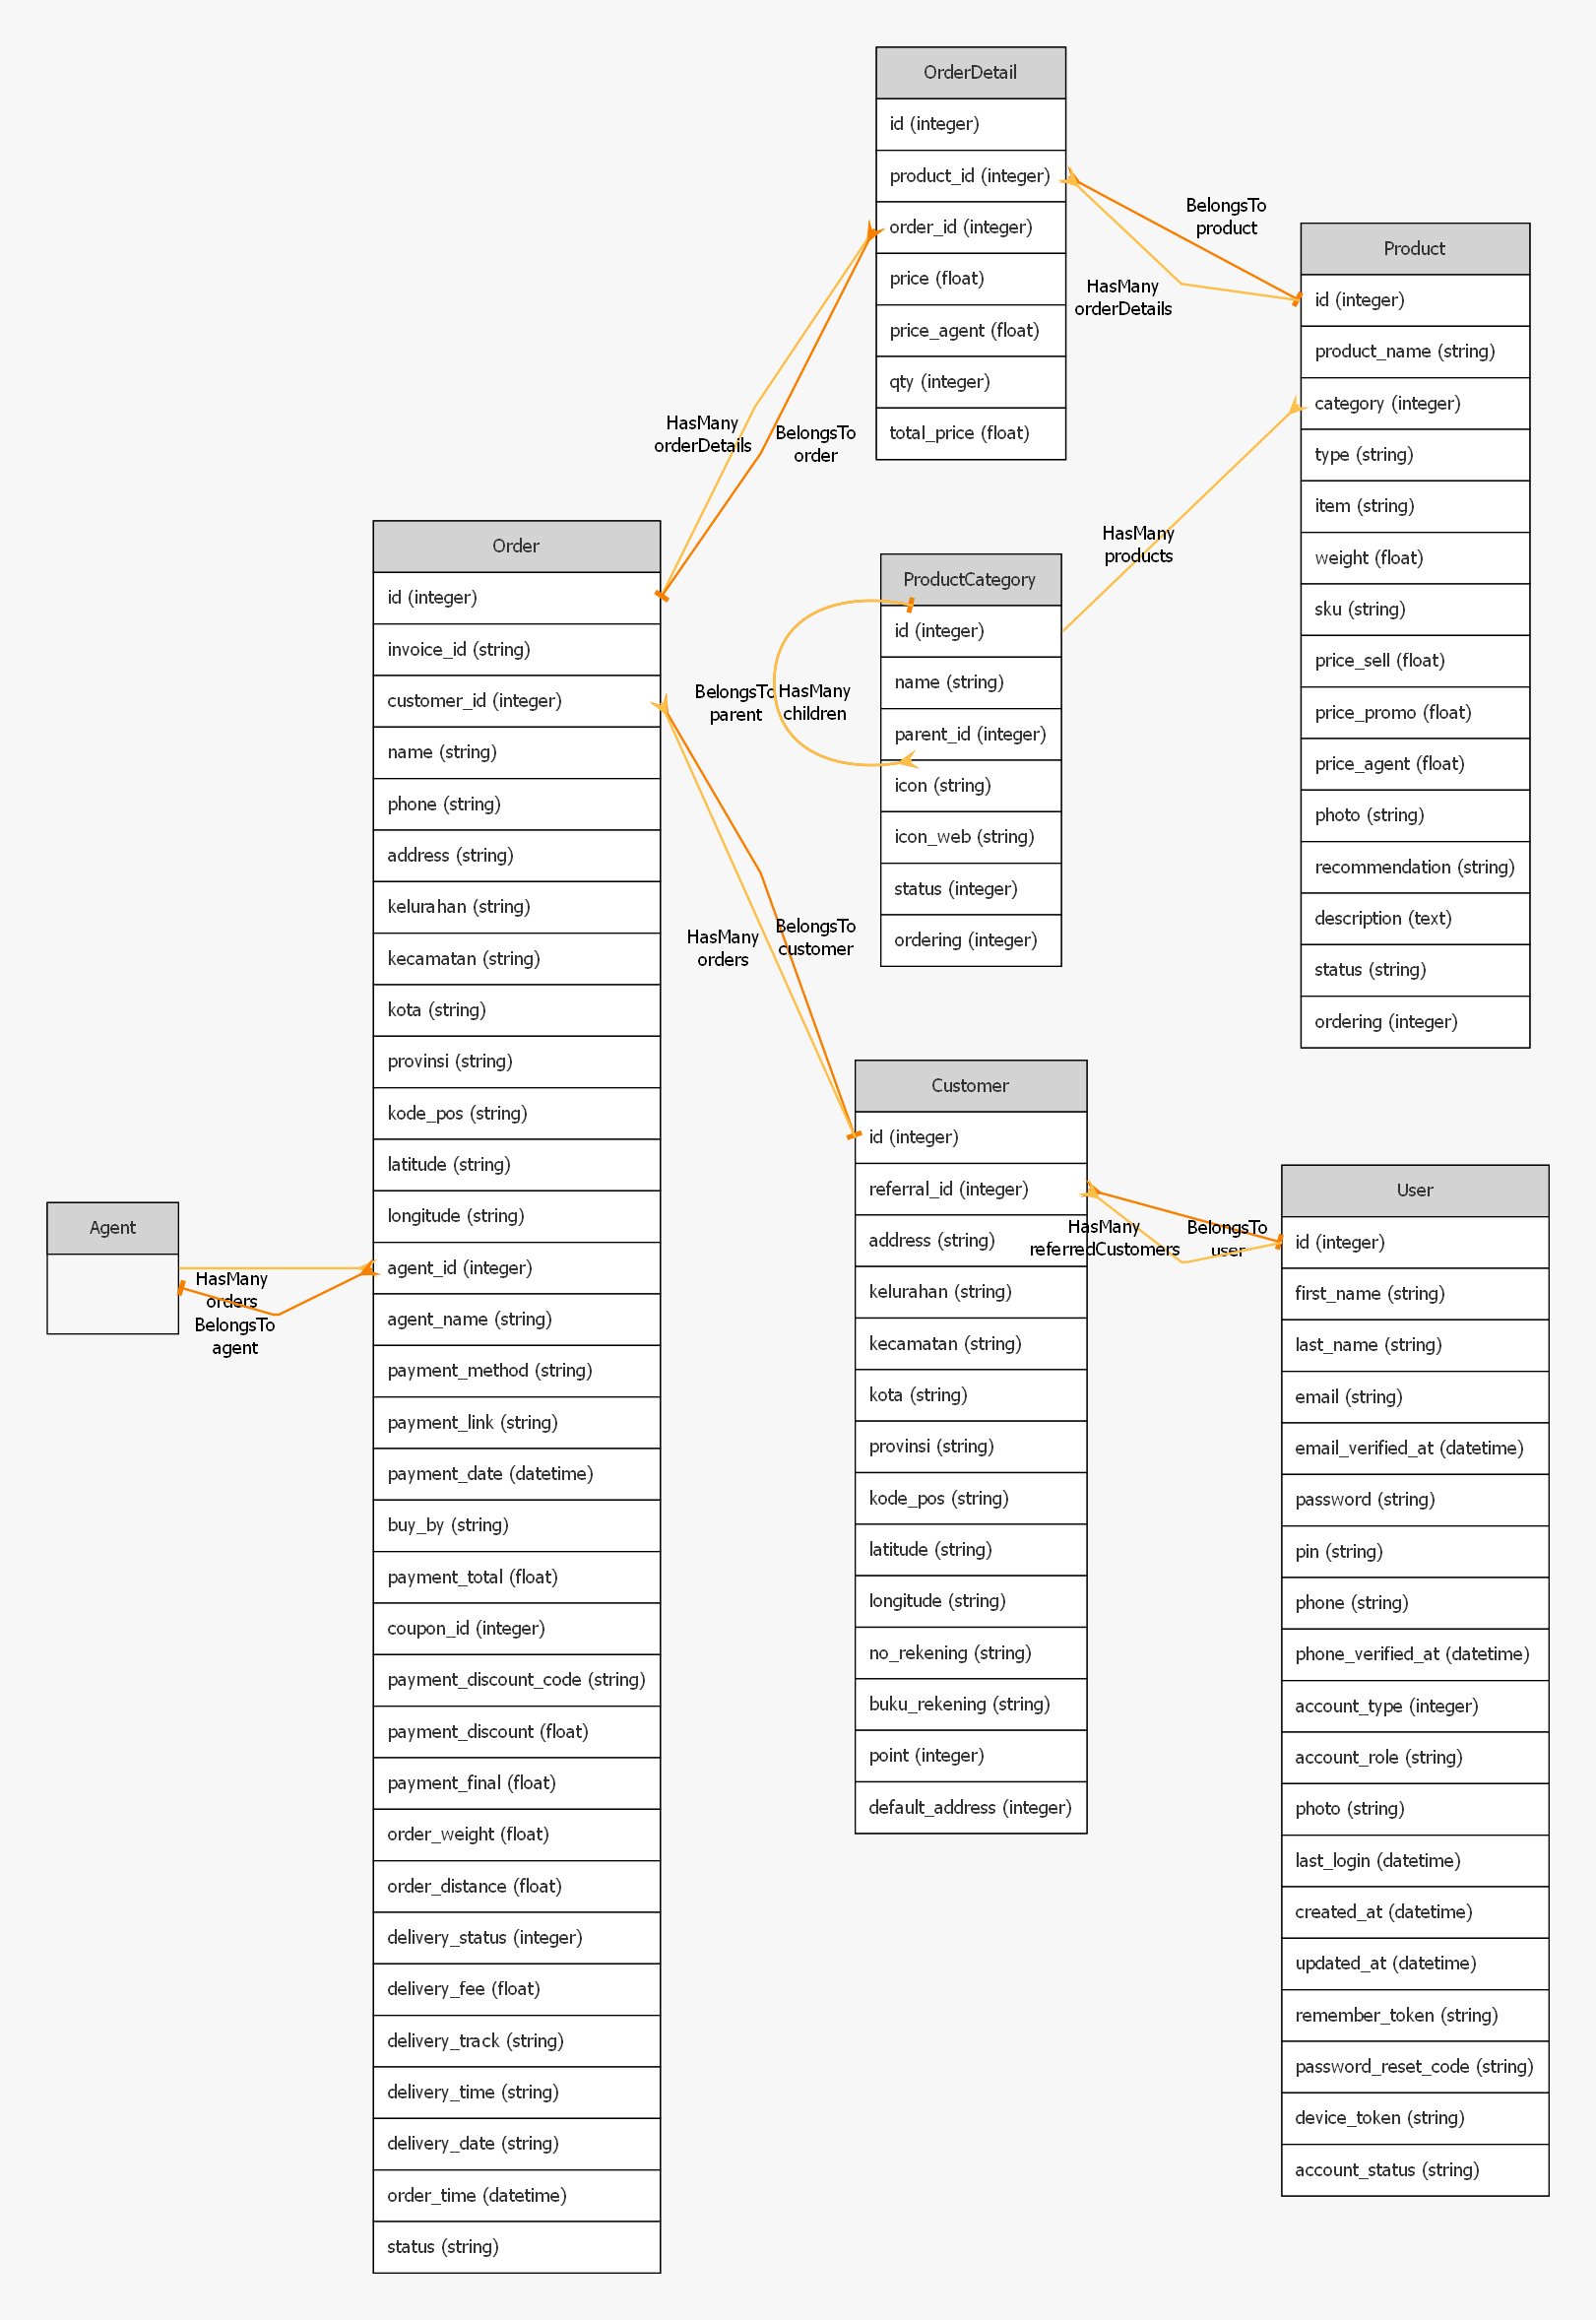 OrderDetail
id (integer)
product_id (integer)
order_id (integer)
price (float)
price_agent (float)
qty (integer)
total_price (float)
BelongsTo
product
HasMany
orderDetails
Product
id (integer)
product_name (string)
category (integer)
type (string)
item (string)
weight (float)
sku (string)
price_sell (float)
price_promo (float)
price_agent (float)
photo (string)
recommendation (string)
description (text)
status (string)
ordering (integer)
HasMany
orderDetails
BelongsTo
order
HasMany
products
ProductCategory
id (integer)
name (string)
parent_id (integer)
icon (string)
icon_web (string)
status (integer)
ordering (integer)
BelongsTo
parent
HasMany
children
Order
id (integer)
invoice_id (string)
customer_id (integer)
name (string)
phone (string)
address (string)
kelurahan (string)
kecamatan (string)
kota (string)
provinsi (string)
kode_pos (string)
latitude (string)
longitude (string)
agent_id (integer)
agent_name (string)
payment_method (string)
payment_link (string)
payment_date (datetime)
buy_by (string)
payment_total (float)
coupon_id (integer)
payment_discount_code (string)
payment_discount (float)
payment_final (float)
order_weight (float)
order_distance (float)
delivery_status (integer)
delivery_fee (float)
delivery_track (string)
delivery_time (string)
delivery_date (string)
order_time (datetime)
status (string)
HasMany
orders
BelongsTo
customer
Customer
id (integer)
referral_id (integer)
address (string)
kelurahan (string)
kecamatan (string)
kota (string)
provinsi (string)
kode_pos (string)
latitude (string)
longitude (string)
no_rekening (string)
buku_rekening (string)
point (integer)
default_address (integer)
HasMany
referredCustomers
BelongsTo
user
User
id (integer)
first_name (string)
last_name (string)
email (string)
email_verified_at (datetime)
password (string)
pin (string)
phone (string)
phone_verified_at (datetime)
account_type (integer)
account_role (string)
photo (string)
last_login (datetime)
created_at (datetime)
updated_at (datetime)
remember_token (string)
password_reset_code (string)
device_token (string)
account_status (string)
Agent
HasMany
orders
BelongsTo
agent